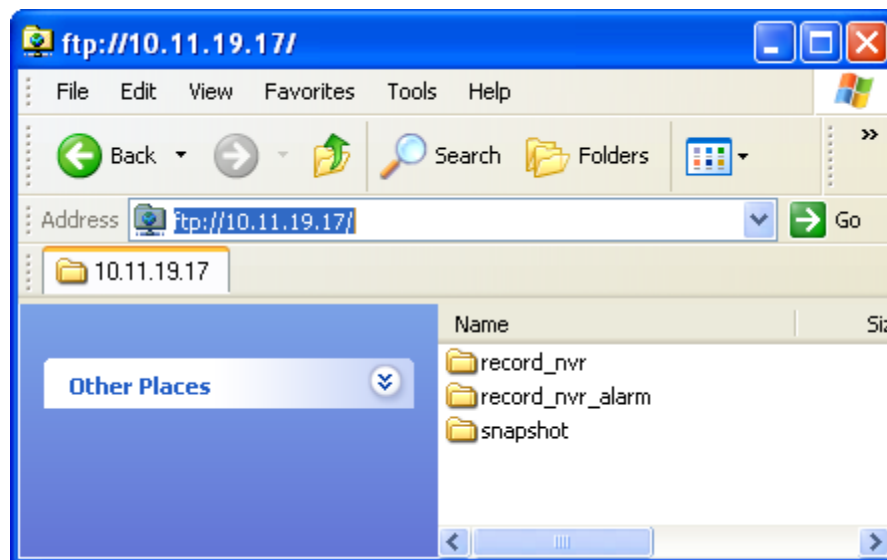 ftp://10.11.19.17/
File Edit View Favorites Tools Help
Back Search Folders »
Address ftp://10.11.19.17/ Go
10.11.19.17
Name Siz
Other Places
record_nvr
record_nvr_alarm
snapshot